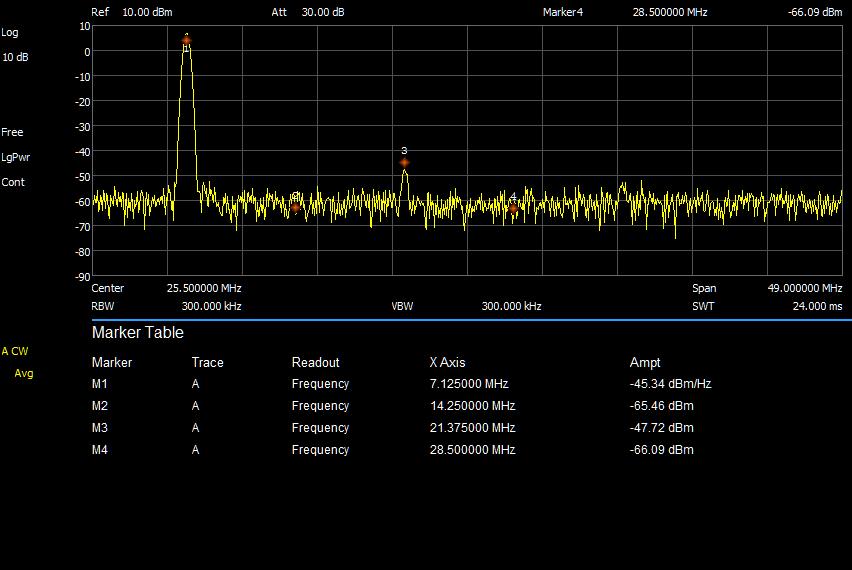 Ref 10.00 dBm Att 30.00 dB Marker4 28.500000 MHz -66.09 dBm
Log
10 dB
Free
LgPwr
Cont
10
0
-10
-20
-30
-40
-50
-60
-70
-80
-90
1
3
4
Center 25.500000 MHz Span 49.000000 MHz
RBW 300.000 kHz VBW 300.000 kHz SWT 24.000 ms
Marker Table
A CW
Avg
Marker Trace Readout X Axis Ampt
M1 A Frequency 7.125000 MHz -45.34 dBm/Hz
M2 A Frequency 14.250000 MHz -65.46 dBm
M3 A Frequency 21.375000 MHz -47.72 dBm
M4 A Frequency 28.500000 MHz -66.09 dBm